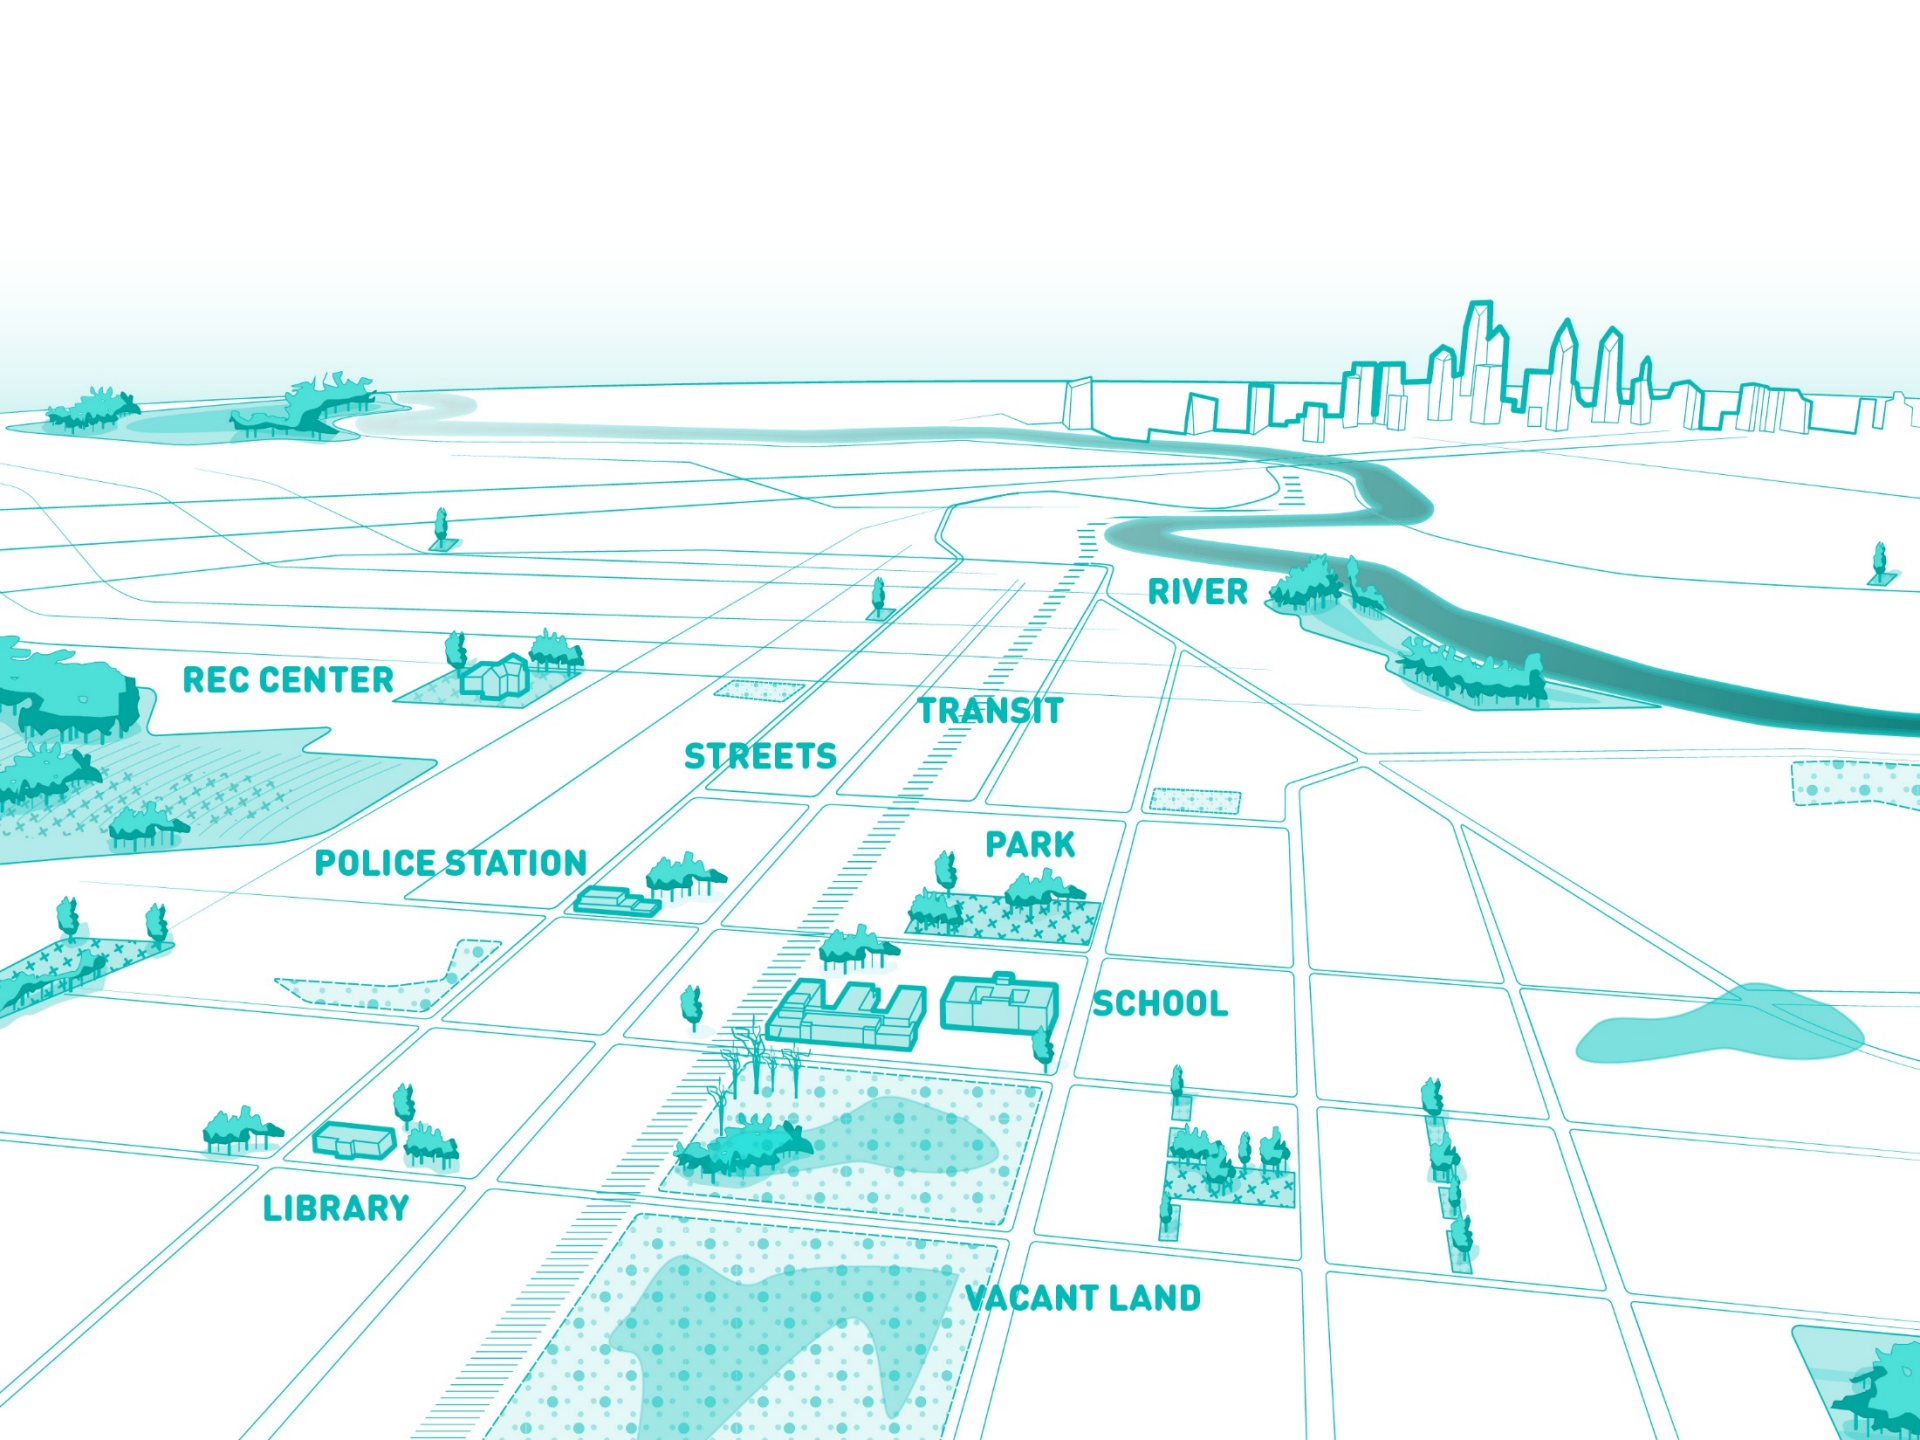 RIVER
REC CENTER
TRANSIT
STREETS
PARK
POLICE STATION
SCHOOL
LIBRARY
VACANT LAND